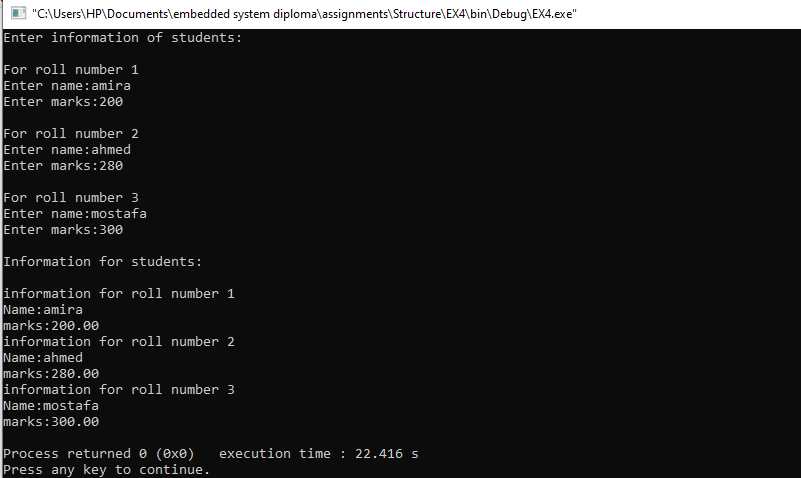 "C:\Users\HP\Documents\embedded system diploma\assignments\Structure\EX4\bin\Debug\EX4.exe"
Enter information of students:
For roll number 1
Enter name:amira
Enter marks:200
For roll number 2
Enter name:ahmed
Enter marks:280
For roll number 3
Enter name:mostafa
Enter marks:300
Information for students:
information for roll number 1
Name:amira
marks:200.00
information for roll number 2
Name:ahmed
marks:280.00
information for roll number 3
Name:mostafa
marks:300.00
Process returned 0 (0x0)   execution time : 22.416 s
Press any key to continue.